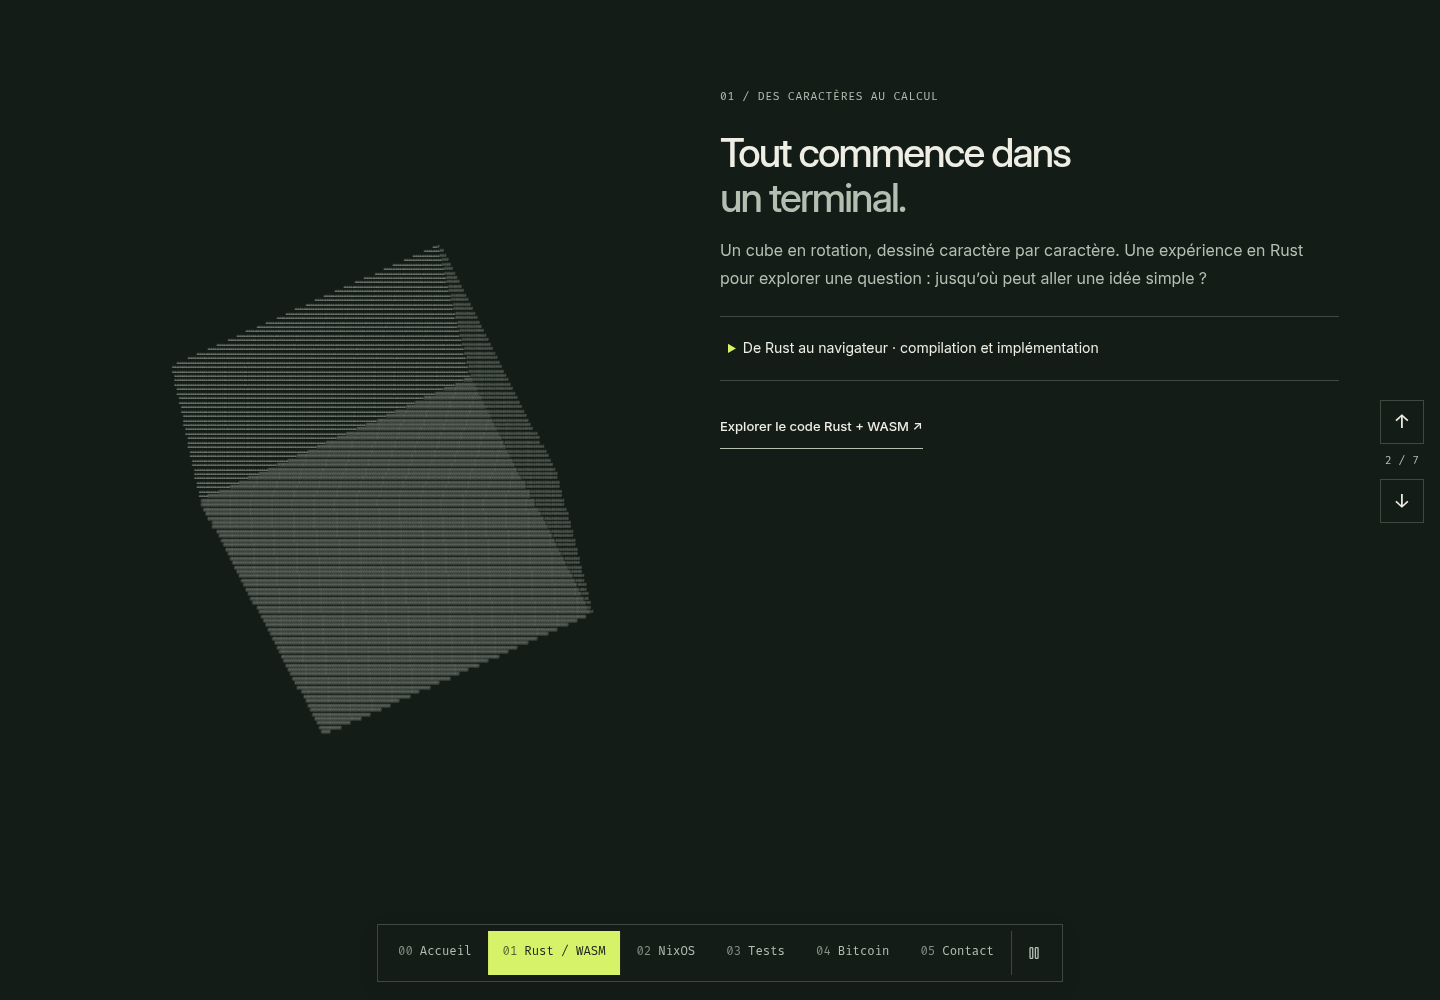 01 / DES CARACTÈRES AU CALCUL
Tout commence dans
un terminal.
Un cube en rotation, dessiné caractère par caractère. Une expérience en Rust
pour explorer une question : jusqu’où peut aller une idée simple ?
De Rust au navigateur · compilation et implémentation
Explorer le code Rust + WASM ↗
↑
2 / 7
↓
00 Accueil
01 Rust / WASM
02 NixOS
03 Tests
04 Bitcoin
05 Contact